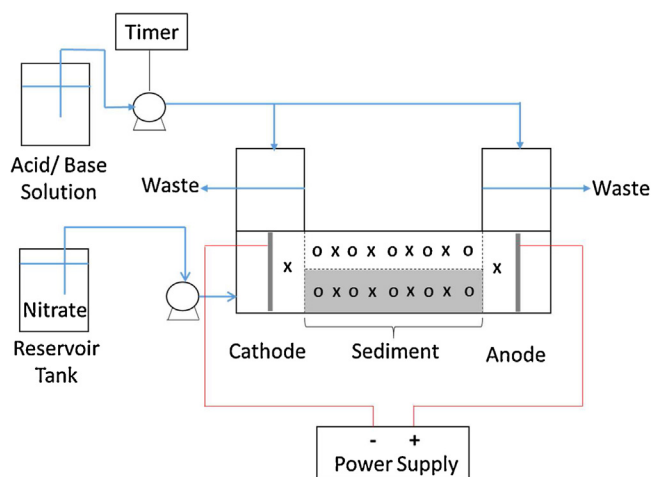 Timer
Acid/ Base
Solution
Waste
Waste
O X O X O X O X O
X
X
O X O X O X O X O
Nitrate
Reservoir
Tank
Cathode
Sediment
Anode
- +
Power Supply